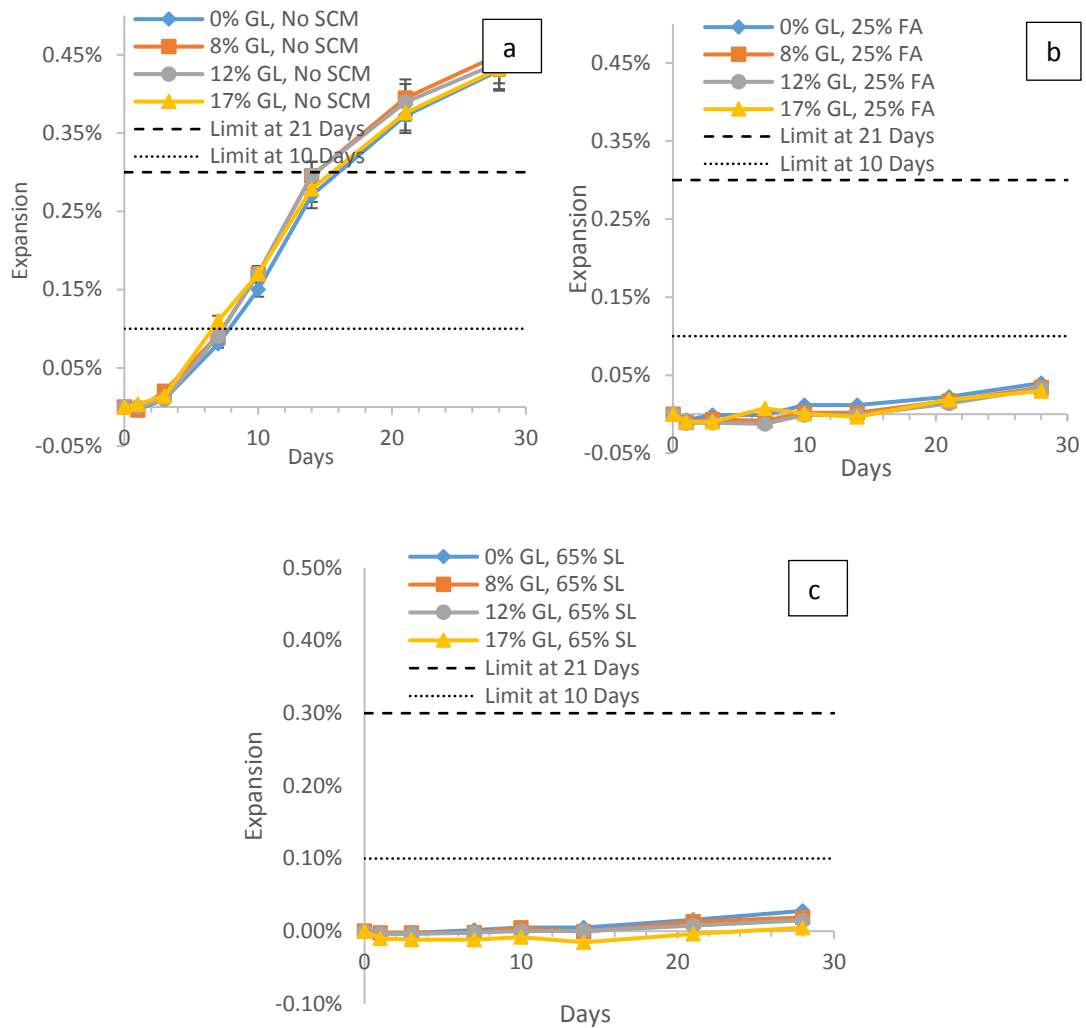 0% GL, No SCM
8% GL, No SCM
12% GL, No SCM
17% GL, No SCM
Limit at 21 Days
Limit at 10 Days
a
0.45%
0.35%
0.25%
0.15%
0.05%
-0.05%
0
10
20
30
Expansion
Days
0% GL, 25% FA
8% GL, 25% FA
12% GL, 25% FA
17% GL, 25% FA
Limit at 21 Days
Limit at 10 Days
b
0.45%
0.35%
0.25%
0.15%
0.05%
-0.05%
0
10
20
30
Expansion
Days
0% GL, 65% SL
8% GL, 65% SL
12% GL, 65% SL
17% GL, 65% SL
Limit at 21 Days
Limit at 10 Days
c
0.50%
0.40%
0.30%
0.20%
0.10%
0.00%
-0.10%
0
10
20
30
Expansion
Days